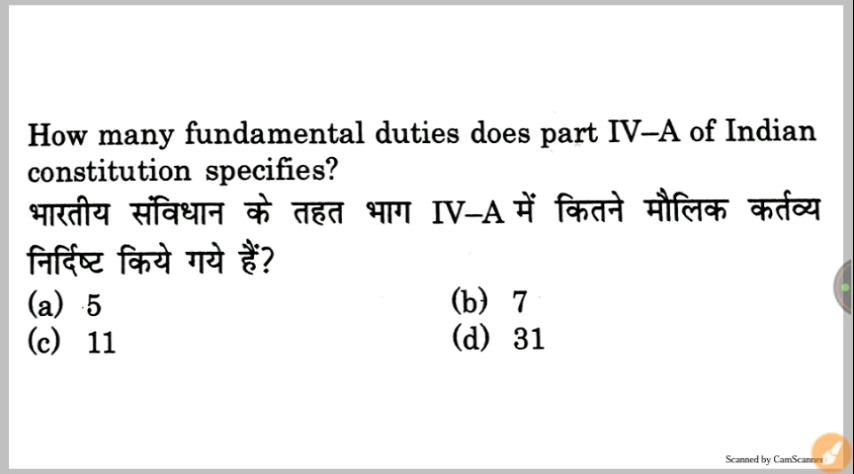 How many fundamental duties does part IV–A of Indian
constitution specifies?
भारतीय संविधान के तहत भाग IV–A में कितने मौलिक कर्तव्य
निर्दिष्ट किये गये हैं?
(a) 5 (b) 7
(c) 11 (d) 31
Scanned by CamScanner